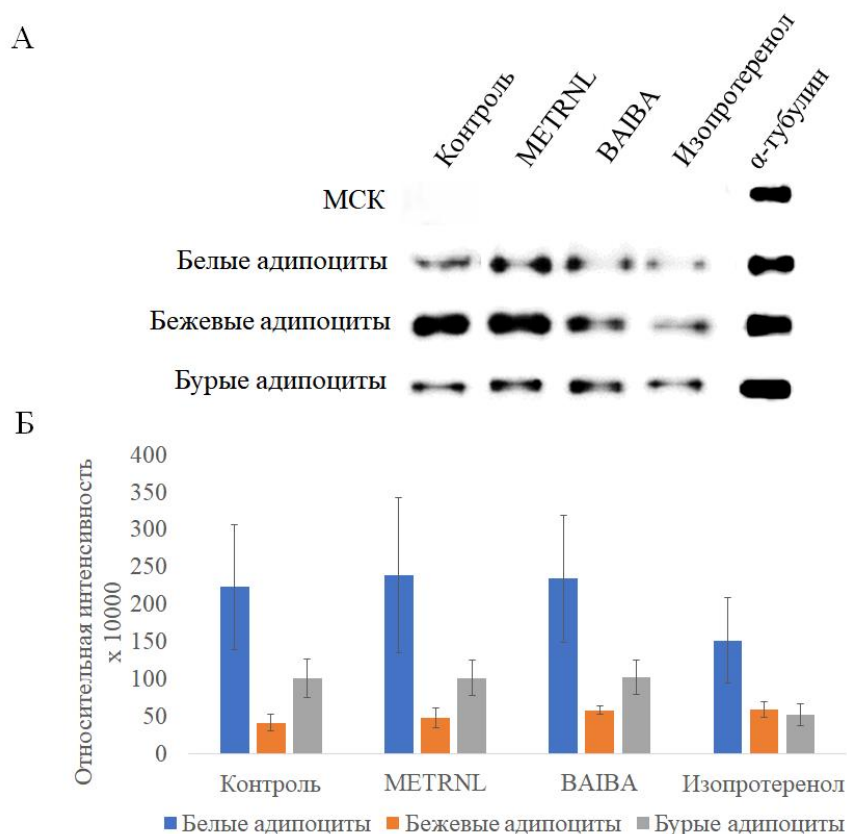 А
Контроль
METRNL
BAIBA
Изопротеренол
α-тубулин
МСК
Белые адипоциты
Бежевые адипоциты
Бурые адипоциты
Б
Относительная интенсивность
х 10000
400
350
300
250
200
150
100
50
0
Контроль METRNL BAIBA Изопротеренол
Белые адипоциты Бежевые адипоциты Бурые адипоциты